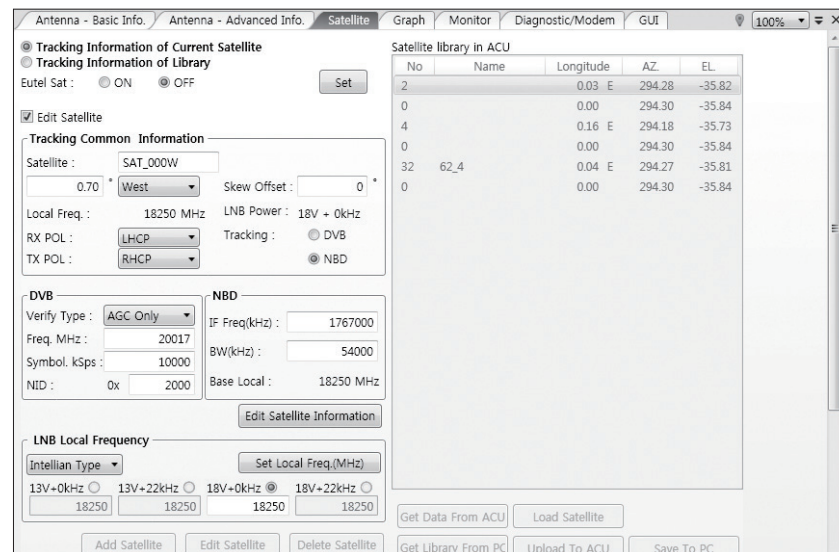 Antenna - Basic Info. Antenna - Advanced Info. Satellite Graph Monitor Diagnostic/Modem GUI 100%
Tracking Information of Current Satellite
Tracking Information of Library
Eutel Sat : ON OFF Set
Edit Satellite
Tracking Common Information
Satellite : SAT_000W
0.70 ° West Skew Offset : 0 °
Local Freq. : 18250 MHz LNB Power : 18V + 0kHz
RX POL : LHCP Tracking : DVB
TX POL : RHCP NBD
DVB
Verify Type : AGC Only
Freq. MHz : 20017
Symbol. kSps : 10000
NID : 0x 2000
NBD
IF Freq(kHz) : 1767000
BW(kHz) : 54000
Base Local : 18250 MHz
Edit Satellite Information
LNB Local Frequency
Intellian Type Set Local Freq.(MHz)
13V+0kHz 13V+22kHz 18V+0kHz 18V+22kHz
18250 18250 18250 18250
Add Satellite Edit Satellite Delete Satellite
Satellite library in ACU
No Name Longitude AZ. EL.
2 0.03 E 294.28 -35.82
0 0.00 294.30 -35.84
4 0.16 E 294.18 -35.73
0 0.00 294.30 -35.84
32 62_4 0.04 E 294.27 -35.81
0 0.00 294.30 -35.84
Get Data From ACU Load Satellite
Get Library From PC Upload To ACU Save To PC